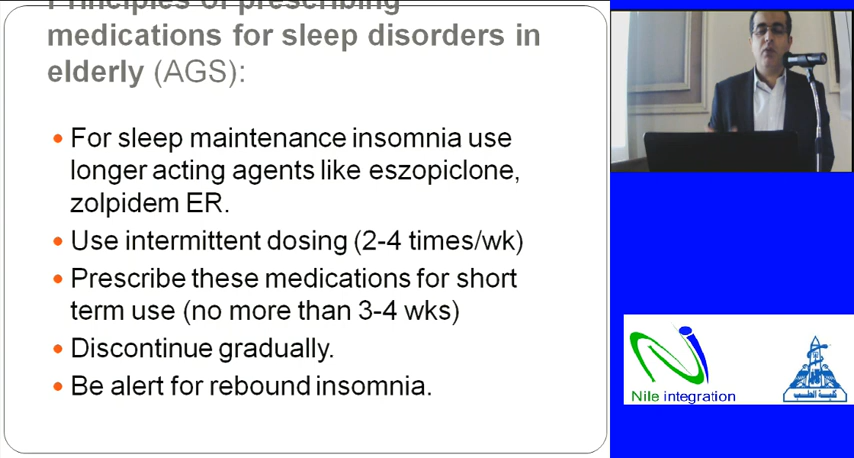 Principles of prescribing
medications for sleep disorders in
elderly (AGS):
• For sleep maintenance insomnia use
longer acting agents like eszopiclone,
zolpidem ER.
• Use intermittent dosing (2-4 times/wk)
• Prescribe these medications for short
term use (no more than 3-4 wks)
• Discontinue gradually.
• Be alert for rebound insomnia.
Nile integration
كلية الطب